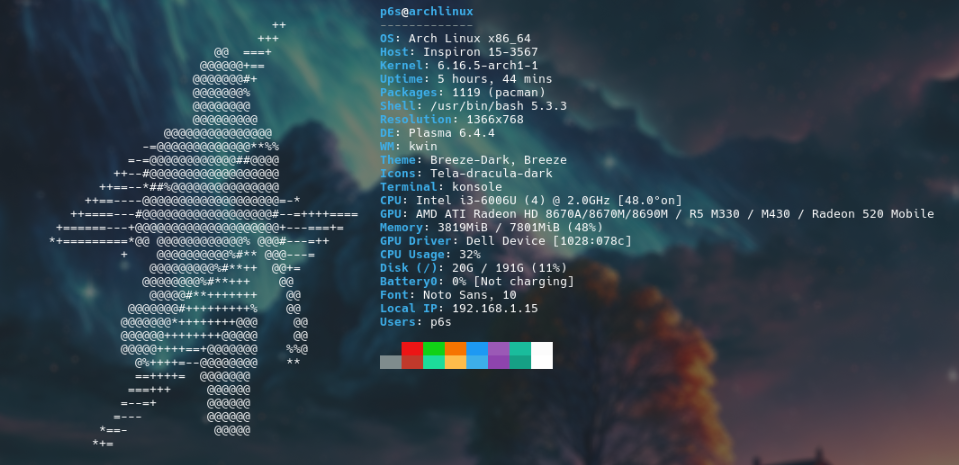 p6s@archlinux
-------------
OS: Arch Linux x86_64
Host: Inspiron 15-3567
Kernel: 6.16.5-arch1-1
Uptime: 5 hours, 44 mins
Packages: 1119 (pacman)
Shell: /usr/bin/bash 5.3.3
Resolution: 1366x768
DE: Plasma 6.4.4
WM: kwin
Theme: Breeze-Dark, Breeze
Icons: Tela-dracula-dark
Terminal: konsole
CPU: Intel i3-6006U (4) @ 2.0GHz [48.0°on]
GPU: AMD ATI Radeon HD 8670A/8670M/8690M / R5 M330 / M430 / Radeon 520 Mobile
Memory: 3819MiB / 7801MiB (48%)
GPU Driver: Dell Device [1028:078c]
CPU Usage: 32%
Disk (/): 20G / 191G (11%)
Battery0: 0% [Not charging]
Font: Noto Sans, 10
Local IP: 192.168.1.15
Users: p6s